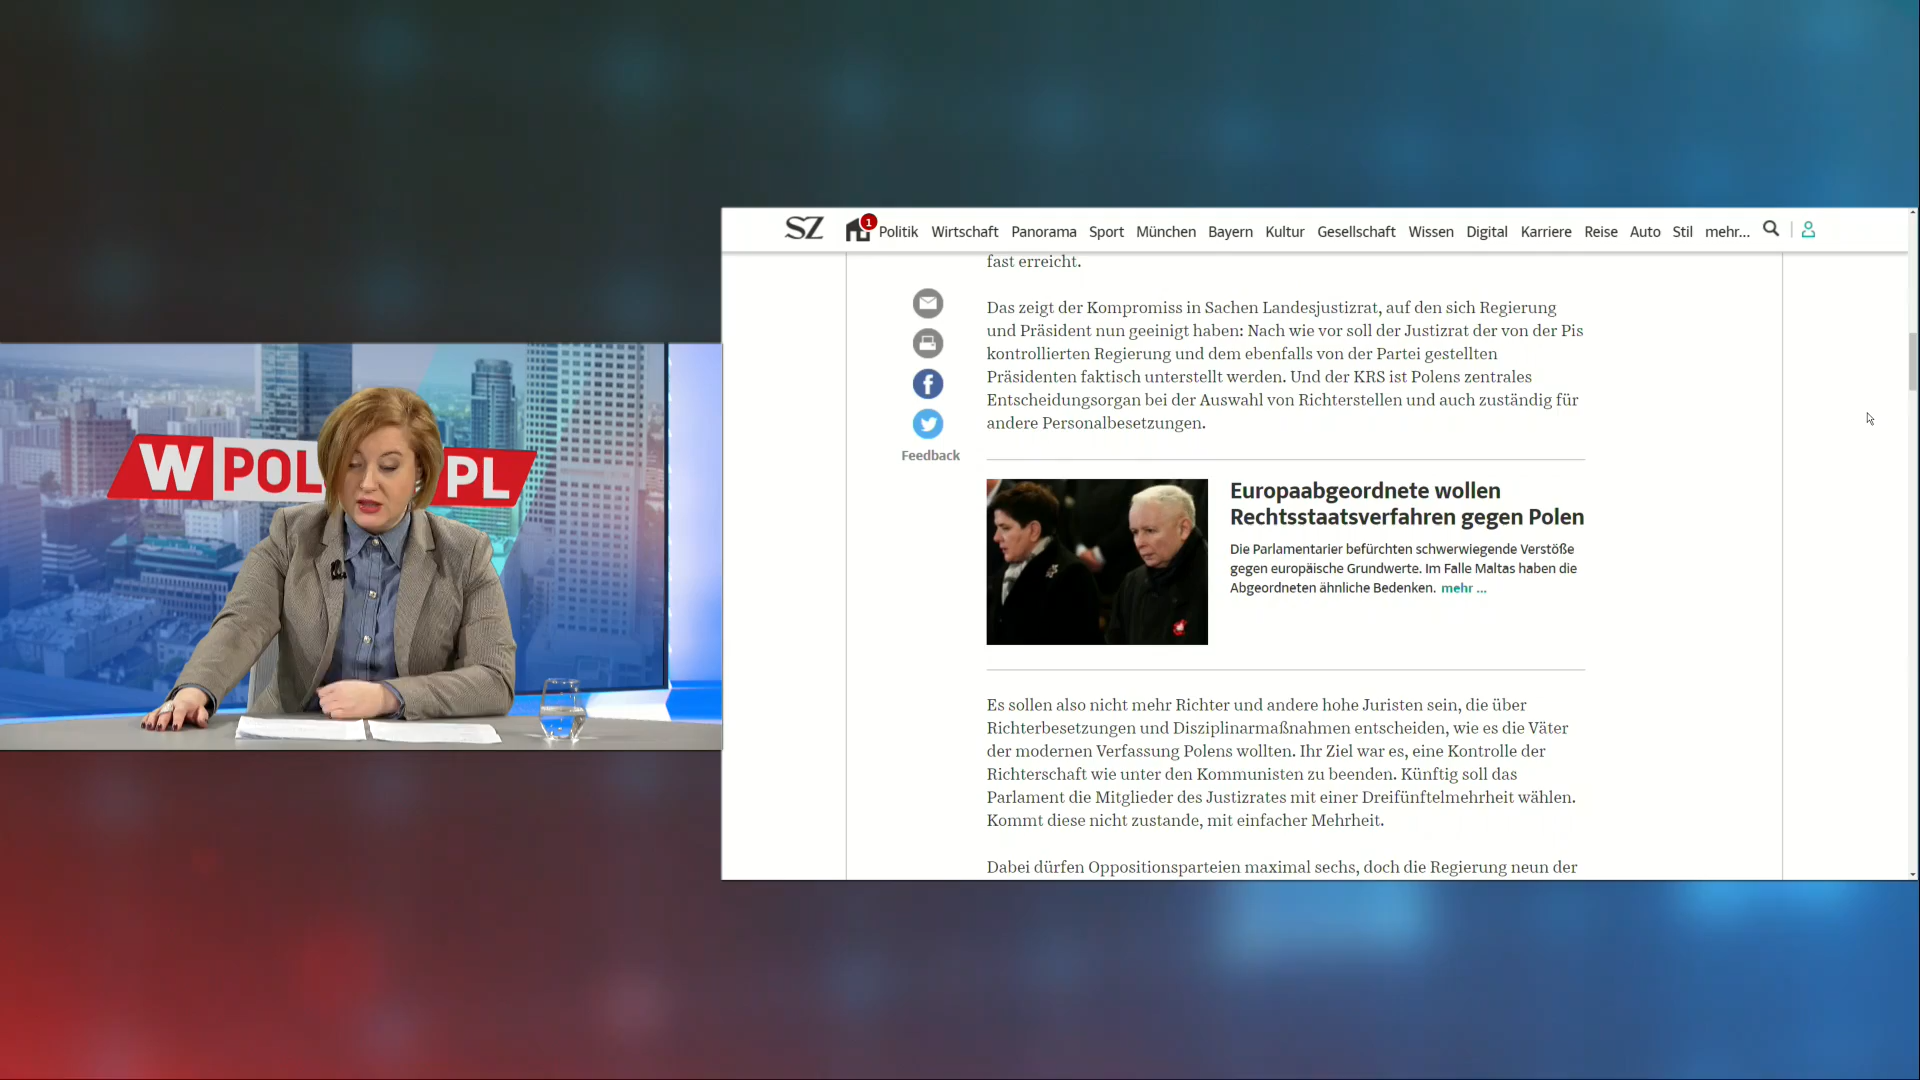 W POL PL
SZ
1
Politik Wirtschaft Panorama Sport München Bayern Kultur Gesellschaft Wissen Digital Karriere Reise Auto Stil mehr...
fast erreicht.
Das zeigt der Kompromiss in Sachen Landesjustizrat, auf den sich Regierung
und Präsident nun geeinigt haben: Nach wie vor soll der Justizrat der von der Pis
kontrollierten Regierung und dem ebenfalls von der Partei gestellten
Präsidenten faktisch unterstellt werden. Und der KRS ist Polens zentrales
Entscheidungsorgan bei der Auswahl von Richterstellen und auch zuständig für
andere Personalbesetzungen.
Feedback
Europaabgeordnete wollen
Rechtsstaatsverfahren gegen Polen
Die Parlamentarier befürchten schwerwiegende Verstöße
gegen europäische Grundwerte. Im Falle Maltas haben die
Abgeordneten ähnliche Bedenken. mehr ...
Es sollen also nicht mehr Richter und andere hohe Juristen sein, die über
Richterbesetzungen und Disziplinarmaßnahmen entscheiden, wie es die Väter
der modernen Verfassung Polens wollten. Ihr Ziel war es, eine Kontrolle der
Richterschaft wie unter den Kommunisten zu beenden. Künftig soll das
Parlament die Mitglieder des Justizrates mit einer Dreifünftelmehrheit wählen.
Kommt diese nicht zustande, mit einfacher Mehrheit.
Dabei dürfen Oppositionsparteien maximal sechs, doch die Regierung neun der